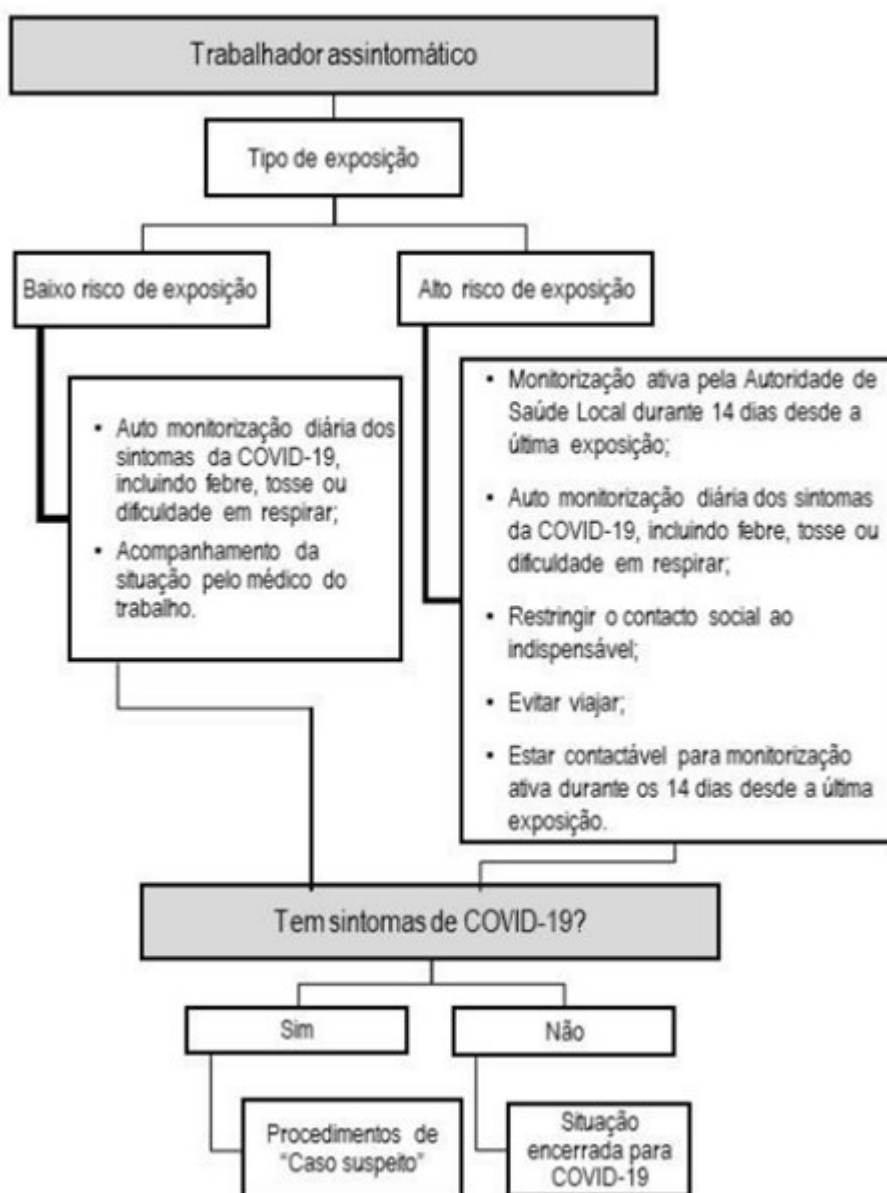 Trabalhador assintomático
Tipo de exposição
Baixo risco de exposição
Alto risco de exposição
• Auto monitorização diária dos
sintomas da COVID-19,
incluindo febre, tosse ou
dificuldade em respirar;
• Acompanhamento da
situação pelo médico do
trabalho.
• Monitorização ativa pela Autoridade de
Saúde Local durante 14 dias desde a
última exposição;
• Auto monitorização diária dos sintomas
da COVID-19, incluindo febre, tosse ou
dificuldade em respirar;
• Restringir o contacto social ao
indispensável;
• Evitar viajar;
• Estar contactável para monitorização
ativa durante os 14 dias desde a última
exposição.
Tem sintomas de COVID-19?
Sim
Não
Procedimentos de
"Caso suspeito"
Situação
encerrada para
COVID-19